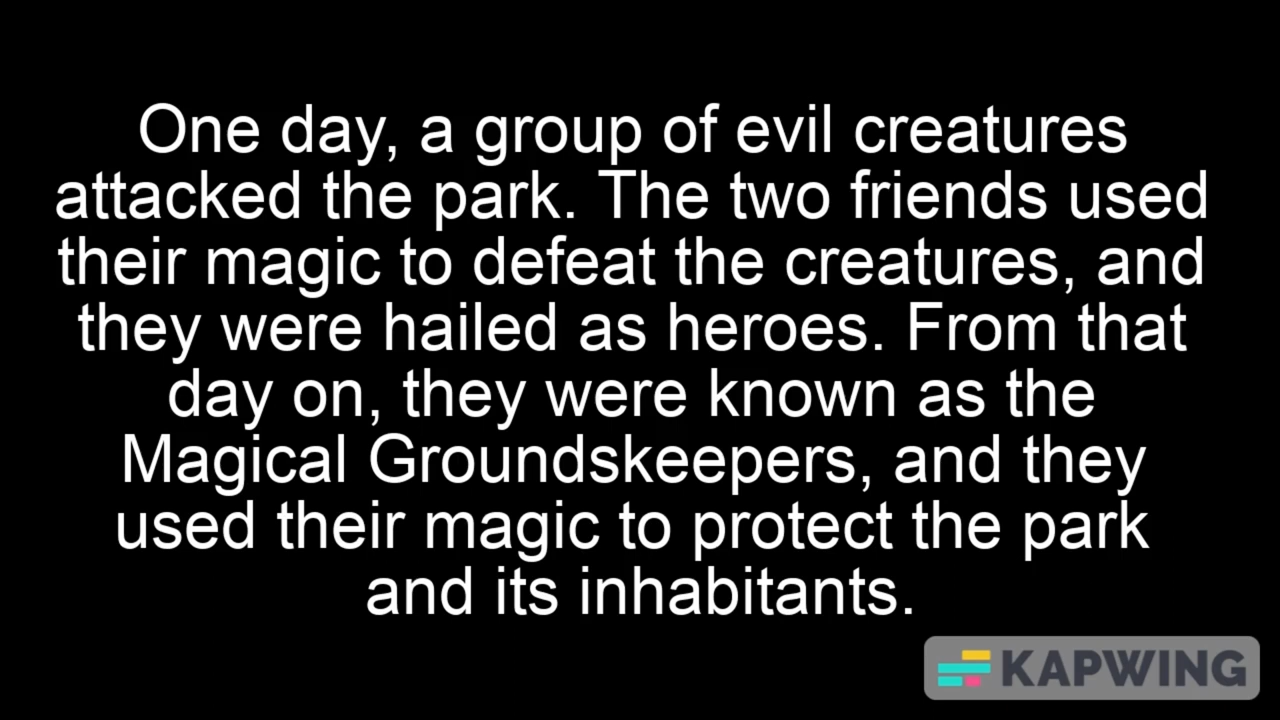 One day, a group of evil creatures
attacked the park. The two friends used
their magic to defeat the creatures, and
they were hailed as heroes. From that
day on, they were known as the
Magical Groundskeepers, and they
used their magic to protect the park
and its inhabitants.
KAPWING